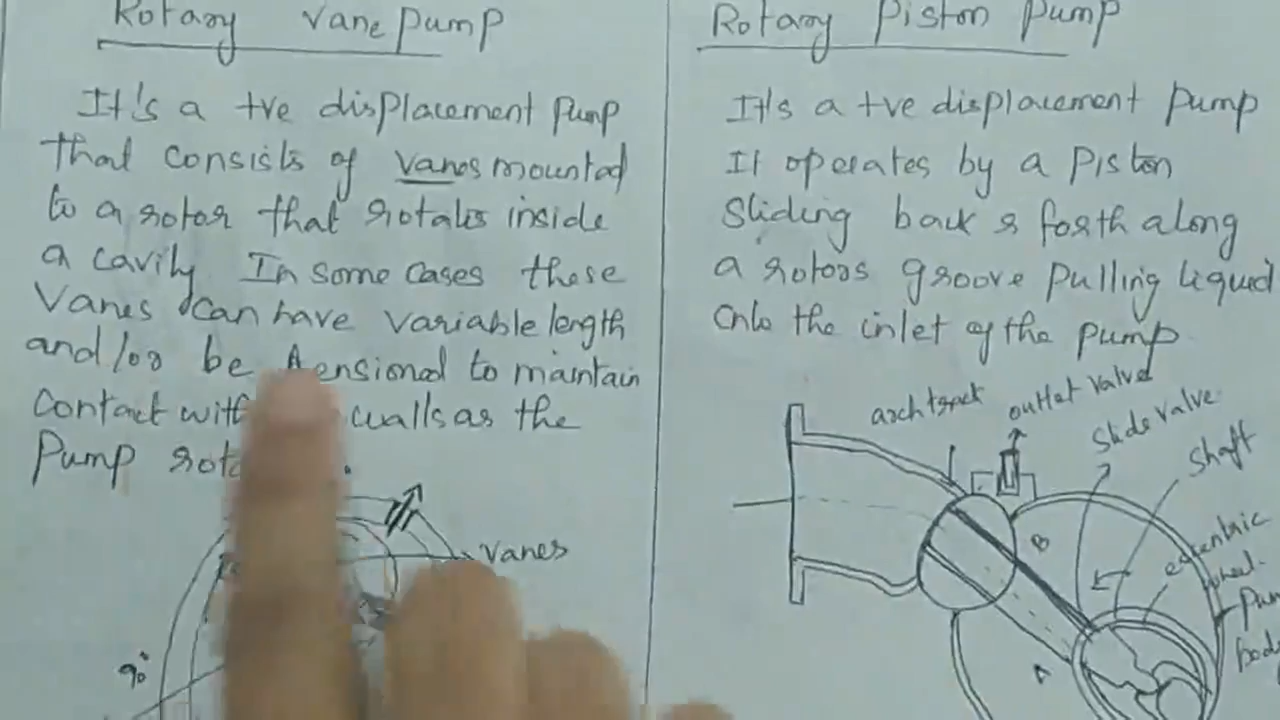 Rotary Vane Pump
It's a +ve displacement Pump
that consists of vanes mounted
to a rotor that rotates inside
a cavity. In some cases these
Vanes can have variable length
and/or be tensioned to maintain
contact with walls as the
Pump
90°
Vanes
Rotary Piston Pump
It's a +ve displacement Pump
It operates by a Piston
Sliding back & forth along
a rotors groove Pulling liquid
onto the inlet of the pump.
outlet valve
Slide valve
Shaft
B
A